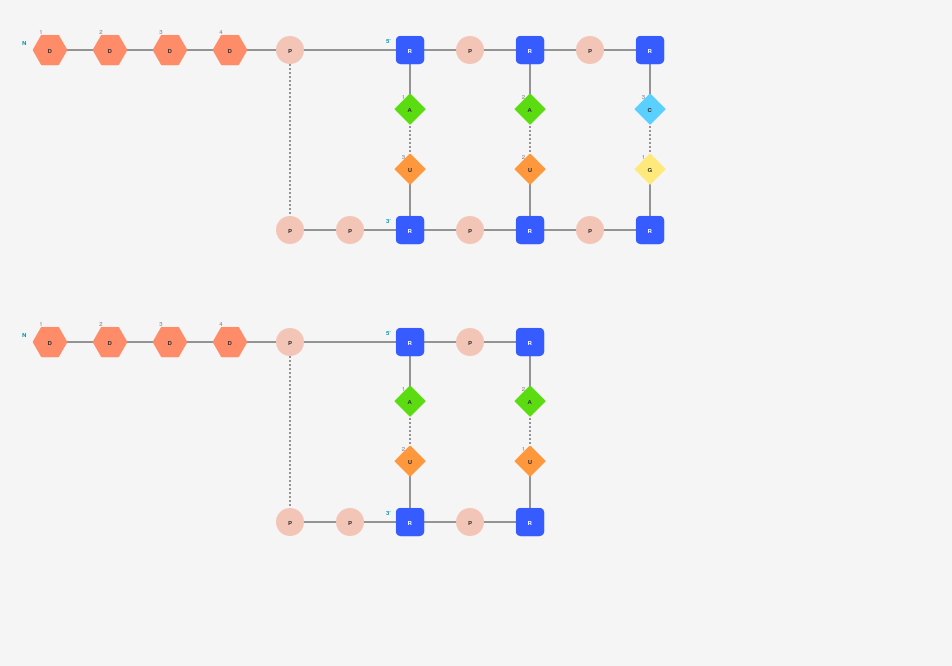 1 2 3 4
N D D D D P 5' R P R P R
1 A 2 A 3 C
3 U 2 U 1 G
P P 3' R P R P R
1 2 3 4
N D D D D P 5' R P R
1 A 2 A
2 U 1 U
P P 3' R P R